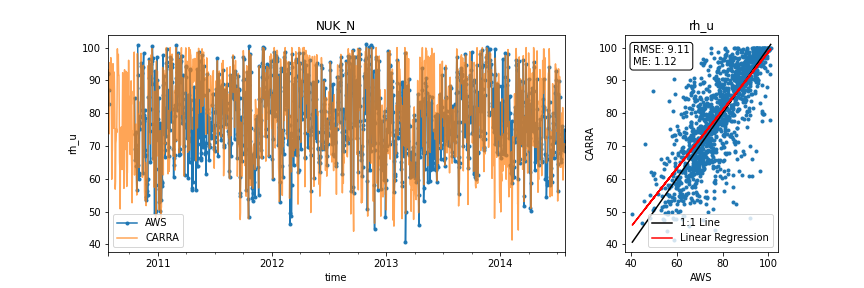 NUK_N
rh_u
100
90
80
70
60
50
40
rh_u
2011
2012
2013
2014
time
AWS
CARRA
rh_u
100
90
80
70
60
50
40
CARRA
40
60
80
100
AWS
RMSE: 9.11
ME: 1.12
1:1 Line
Linear Regression